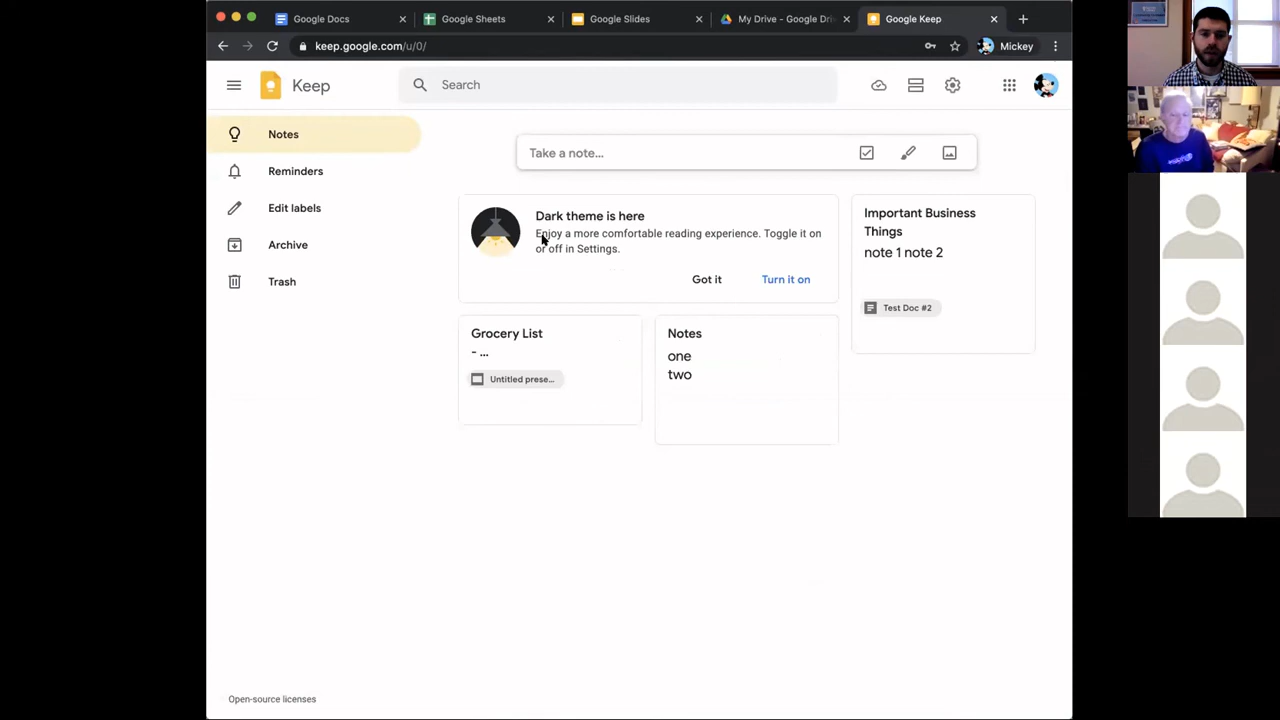 Google Docs
Google Sheets
Google Slides
My Drive - Google Dri
Google Keep
keep.google.com/u/0/
Mickey
Keep
Search
Notes
Reminders
Edit labels
Archive
Trash
Take a note...
Dark theme is here
Enjoy a more comfortable reading experience. Toggle it on
or off in Settings.
Got it
Turn it on
Important Business
Things
note 1 note 2
Test Doc #2
Grocery List
- ...
Untitled prese...
Notes
one
two
Open-source licenses